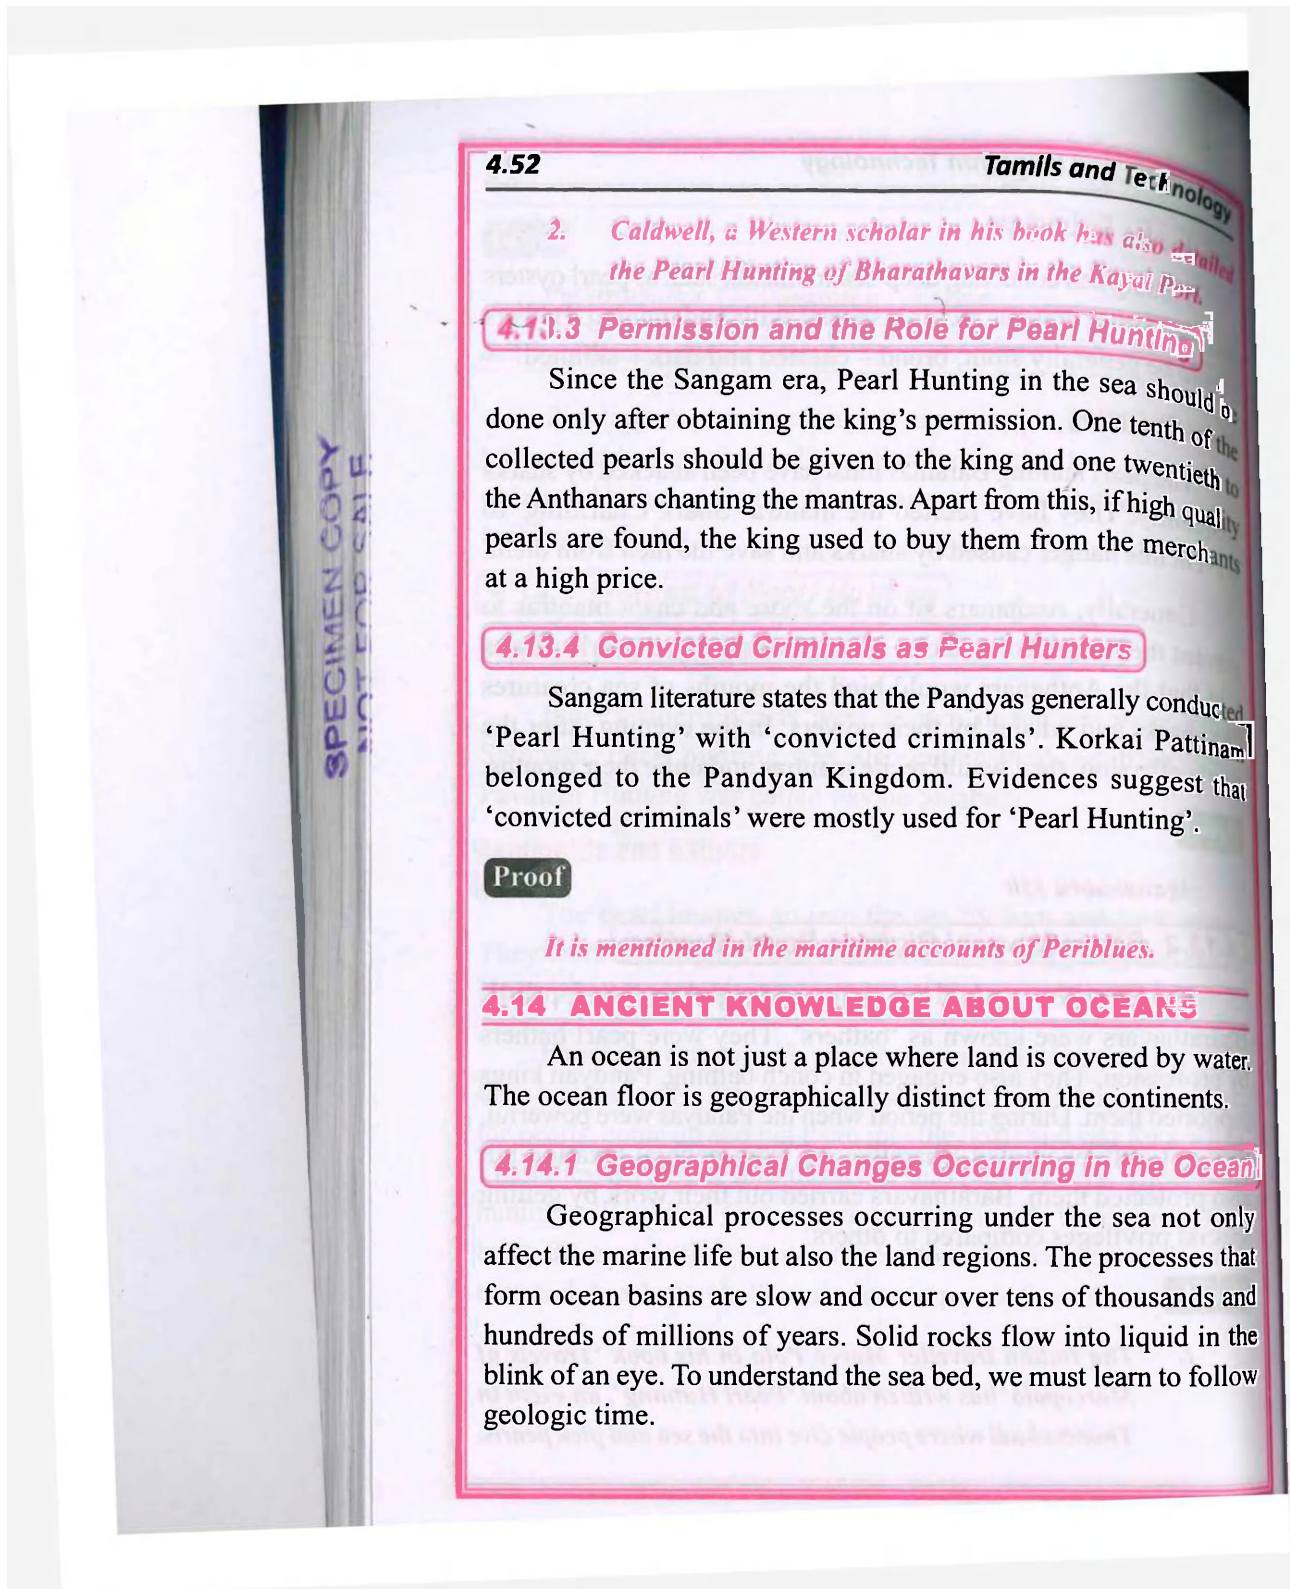 4.52 Tamils and Technology
2. Caldwell, a Western scholar in his book has also detailed
the Pearl Hunting of Bharathavars in the Kayal Port.
4.13.3 Permission and the Role for Pearl Hunting
Since the Sangam era, Pearl Hunting in the sea should be
done only after obtaining the king's permission. One tenth of the
collected pearls should be given to the king and one twentieth to
the Anthanars chanting the mantras. Apart from this, if high quality
pearls are found, the king used to buy them from the merchants
at a high price.
4.13.4 Convicted Criminals as Pearl Hunters
Sangam literature states that the Pandyas generally conducted
‘Pearl Hunting’ with ‘convicted criminals’. Korkai Pattinam
belonged to the Pandyan Kingdom. Evidences suggest that
‘convicted criminals’ were mostly used for ‘Pearl Hunting’.
Proof
It is mentioned in the maritime accounts of Periblues.
4.14 ANCIENT KNOWLEDGE ABOUT OCEANS
An ocean is not just a place where land is covered by water.
The ocean floor is geographically distinct from the continents.
4.14.1 Geographical Changes Occurring in the Ocean
Geographical processes occurring under the sea not only
affect the marine life but also the land regions. The processes that
form ocean basins are slow and occur over tens of thousands and
hundreds of millions of years. Solid rocks flow into liquid in the
blink of an eye. To understand the sea bed, we must learn to follow
geologic time.
SPECIMEN COPY
NOT FOR SALE